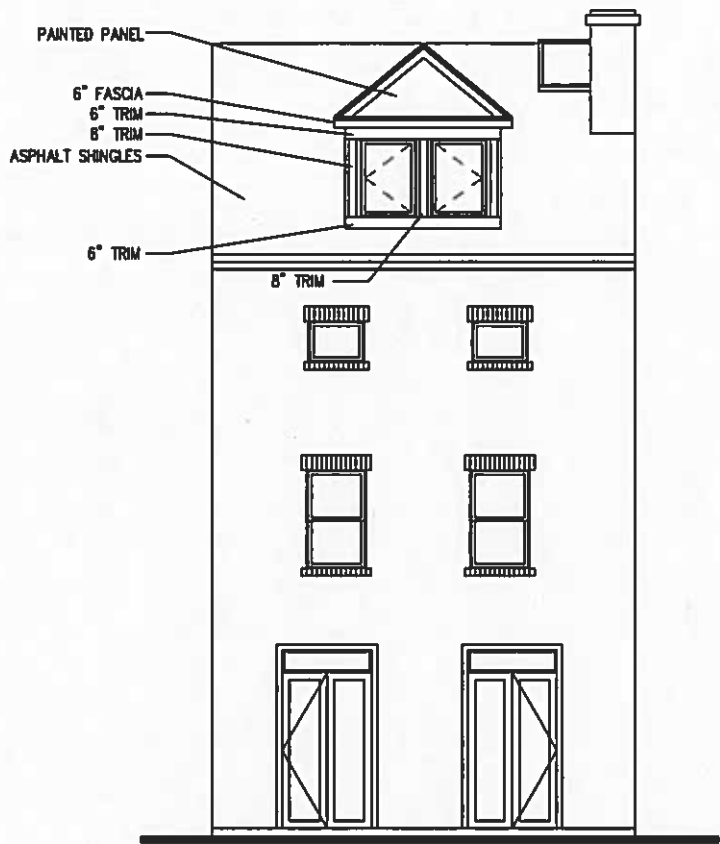 PAINTED PANEL
6" FASCIA
6" TRIM
8" TRIM
ASPHALT SHINGLES
6" TRIM
8" TRIM